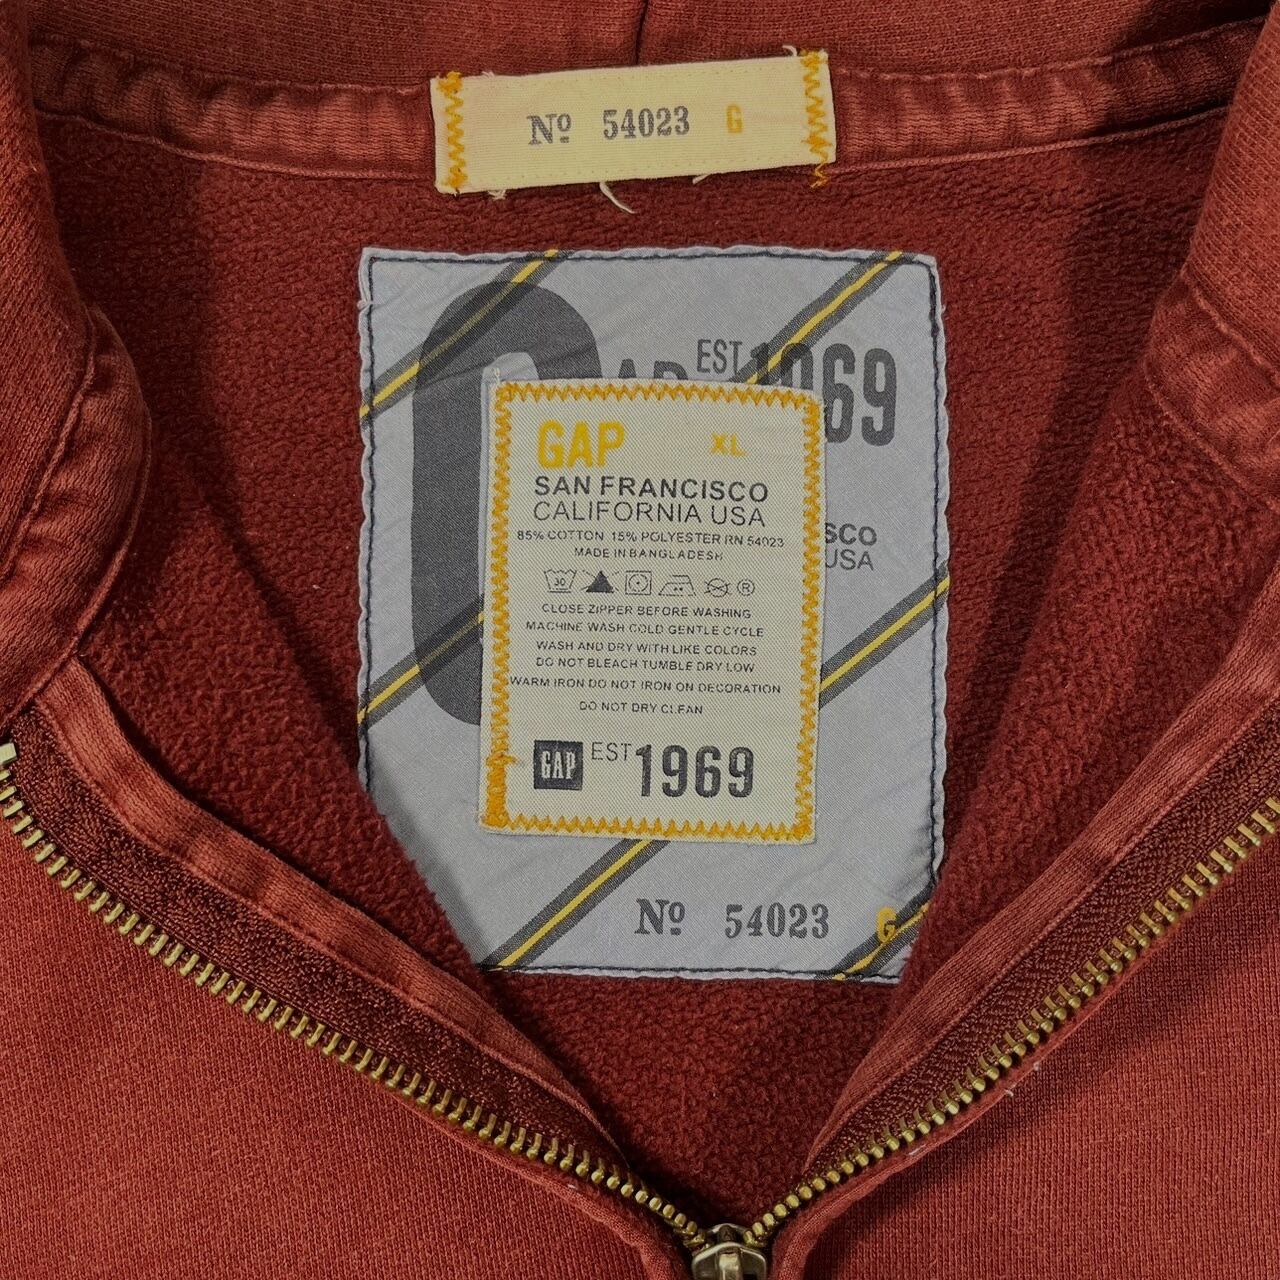 Nº 54023 G
GAP EST 1969
GAP XL
SAN FRANCISCO
CALIFORNIA USA
85% COTTON 15% POLYESTER RN 54023
MADE IN BANGLADESH
30
CLOSE ZIPPER BEFORE WASHING
MACHINE WASH COLD GENTLE CYCLE
WASH AND DRY WITH LIKE COLORS
DO NOT BLEACH TUMBLE DRY LOW
WARM IRON DO NOT IRON ON DECORATION
DO NOT DRY CLEAN
GAP EST 1969
SCO
USA
Nº 54023 G